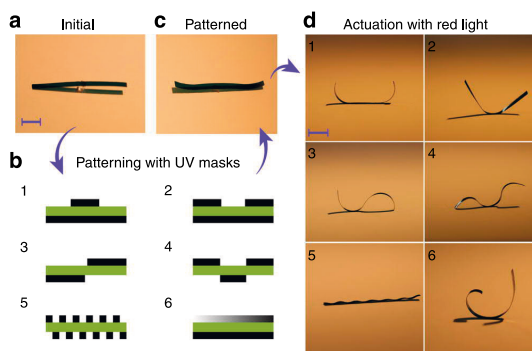 a Initial
c Patterned
d Actuation with red light
1 2
b Patterning with UV masks
1 2
3 4
3 4
5 6
5 6